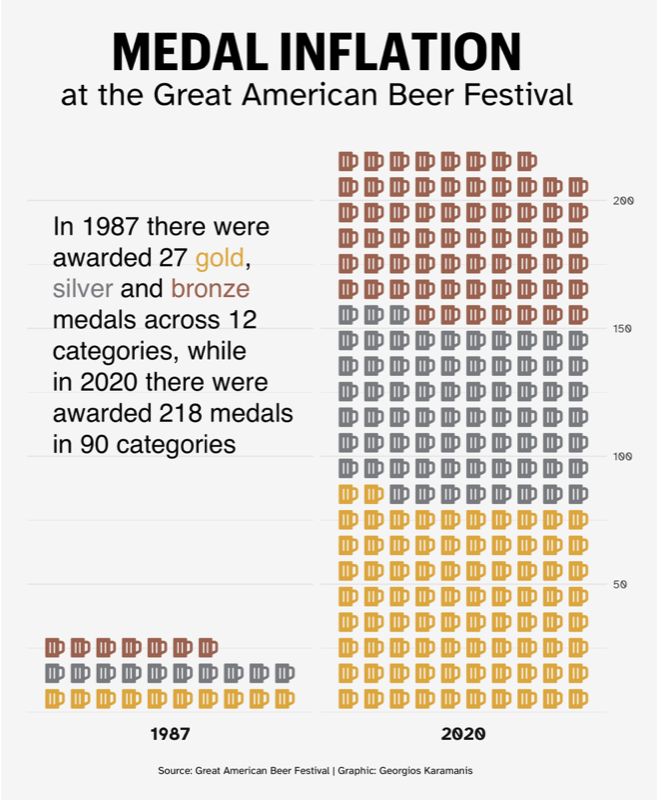 MEDAL INFLATION
at the Great American Beer Festival
In 1987 there were
awarded 27 gold,
silver and bronze
medals across 12
categories, while
in 2020 there were
awarded 218 medals
in 90 categories
200
150
100
50
1987
2020
Source: Great American Beer Festival | Graphic: Georgios Karamanis